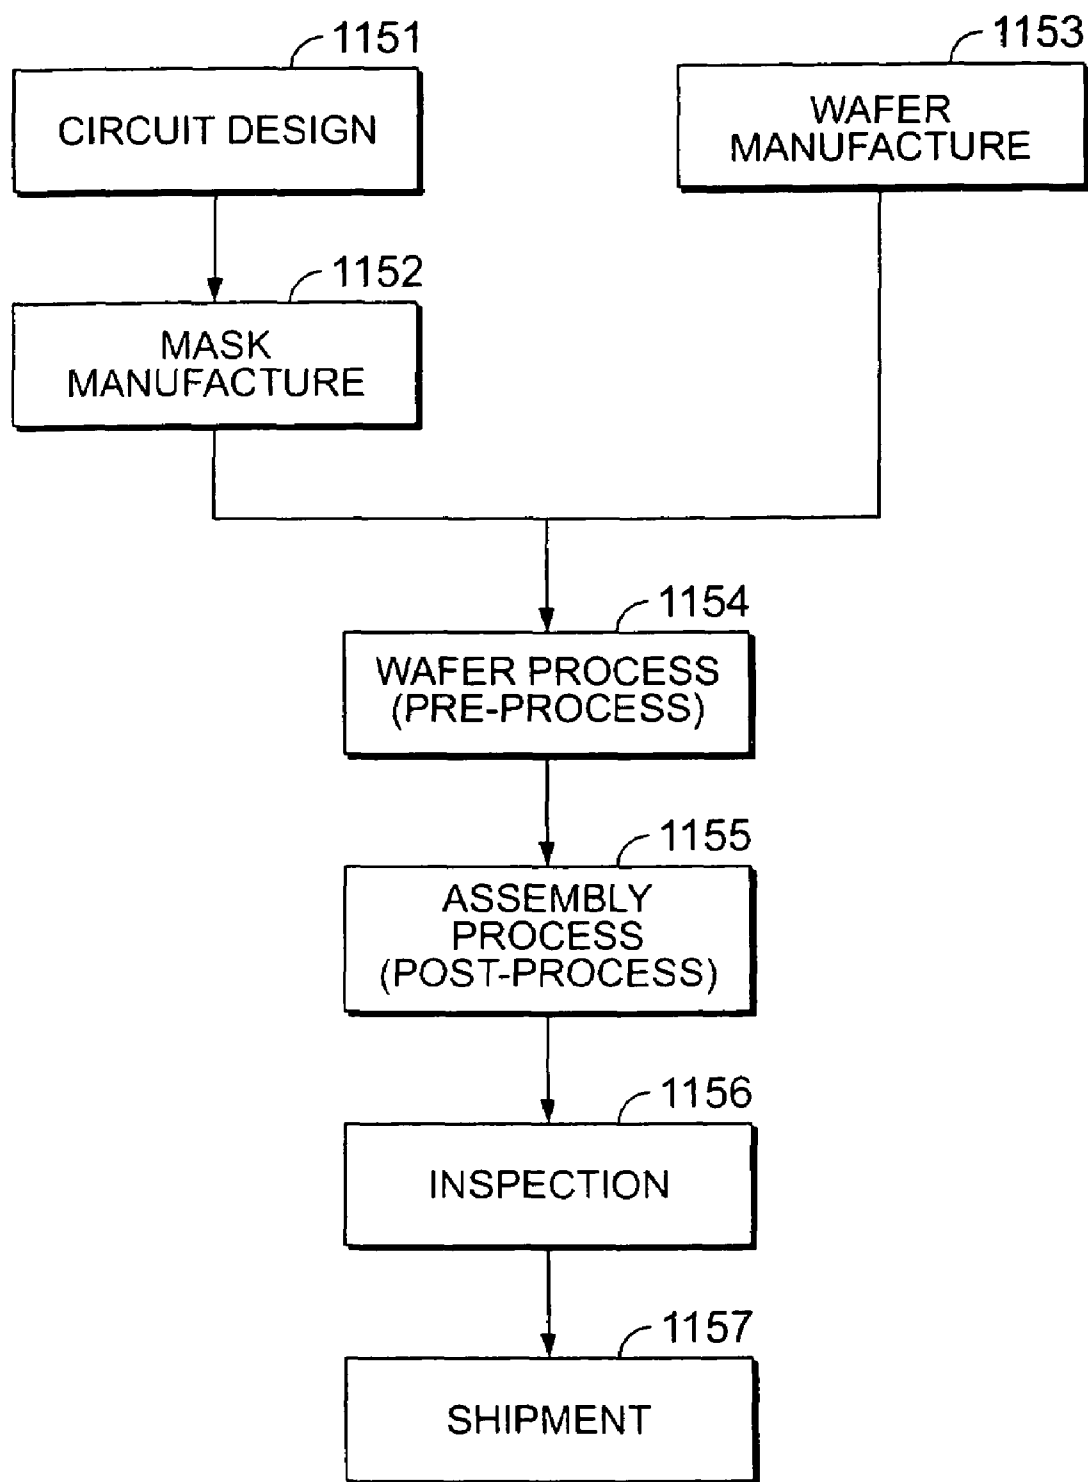 1151
CIRCUIT DESIGN
1153
WAFER
MANUFACTURE
1152
MASK
MANUFACTURE
1154
WAFER PROCESS
(PRE-PROCESS)
1155
ASSEMBLY
PROCESS
(POST-PROCESS)
1156
INSPECTION
1157
SHIPMENT